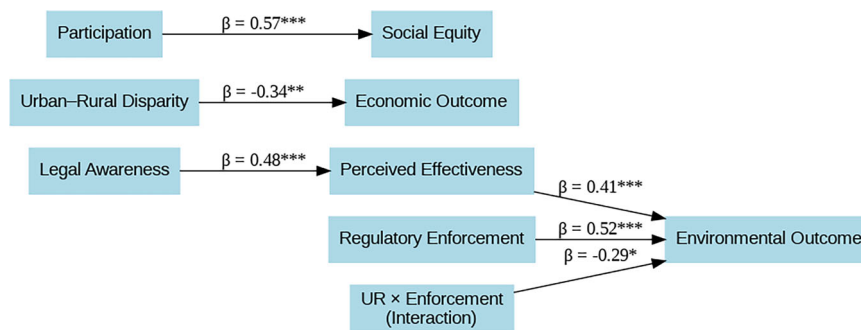 Participation
β = 0.57***
Social Equity
Urban–Rural Disparity
β = -0.34**
Economic Outcome
Legal Awareness
β = 0.48***
Perceived Effectiveness
β = 0.41***
Regulatory Enforcement
β = 0.52***
Environmental Outcome
β = -0.29*
UR × Enforcement
(Interaction)